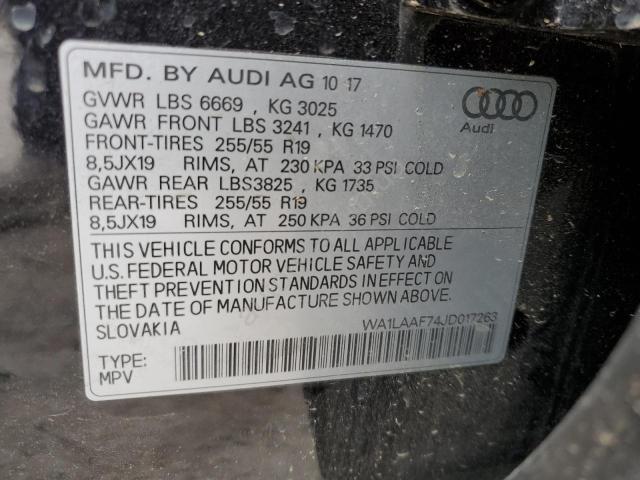 MFD. BY AUDI AG 10 17
GVWR LBS 6669 , KG 3025
GAWR FRONT LBS 3241 , KG 1470
FRONT-TIRES 255/55 R19
8,5JX19 RIMS, AT 230 KPA 33 PSI COLD
GAWR REAR LBS3825 , KG 1735
REAR-TIRES 255/55 R19
8,5JX19 RIMS, AT 250 KPA 36 PSI COLD
Audi
THIS VEHICLE CONFORMS TO ALL APPLICABLE
U.S. FEDERAL MOTOR VEHICLE SAFETY AND
THEFT PREVENTION STANDARDS IN EFFECT ON
THE DATE OF MANUFACTURE SHOWN ABOVE.
SLOVAKIA
WA1LAAF74JD017263
TYPE:
MPV